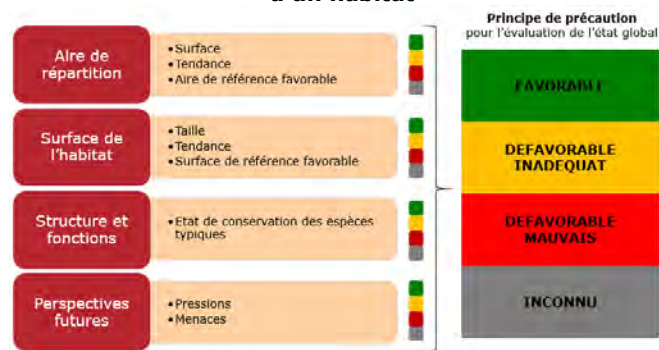 d'un habitat
Principe de précaution
pour l'évaluation de l'état global
Aire de
répartition
•Surface
•Tendance
•Aire de référence favorable
Surface de
l'habitat
•Taille
•Tendance
•Surface de référence favorable
Structure et
fonctions
•Etat de conservation des espèces
typiques
Perspectives
futures
•Pressions
•Menaces
FAVORABLE
DEFAVORABLE
INADEQUAT
DEFAVORABLE
MAUVAIS
INCONNU